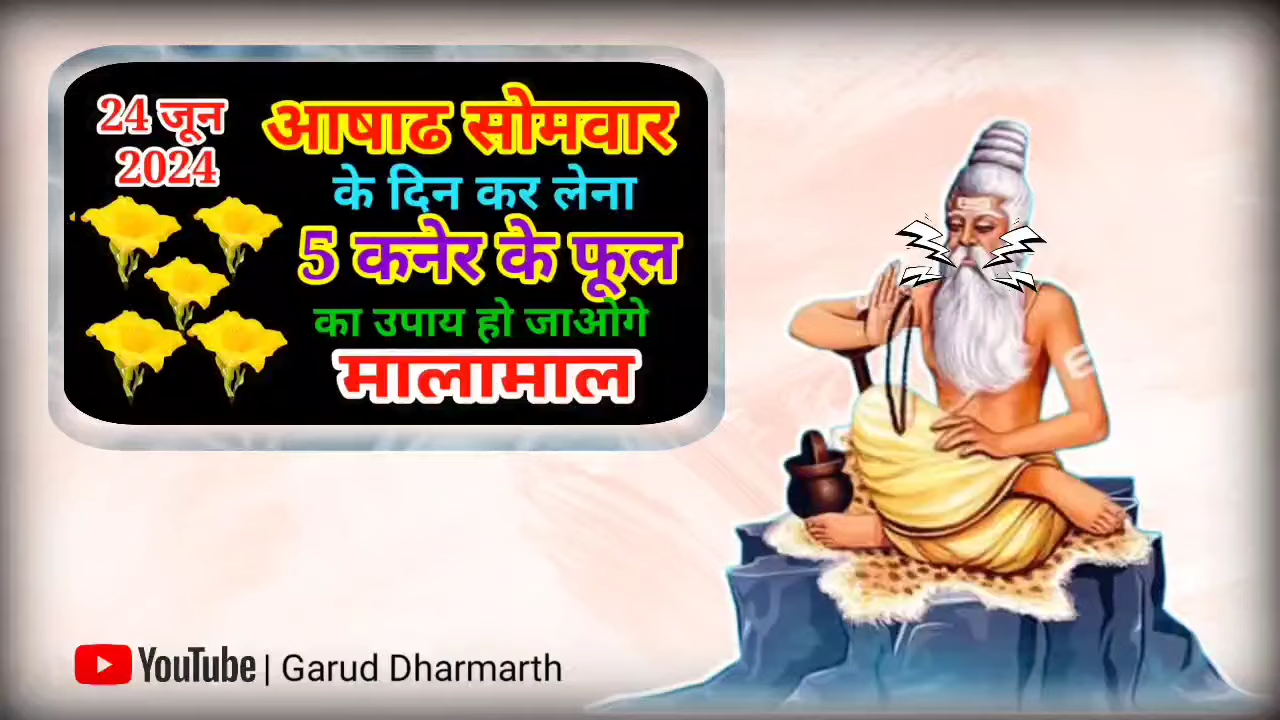 24 जून
2024
आषाढ सोमवार
के दिन कर लेना
5 कनेर के फूल
का उपाय हो जाओगे
मालामाल
YouTube | Garud Dharmarth